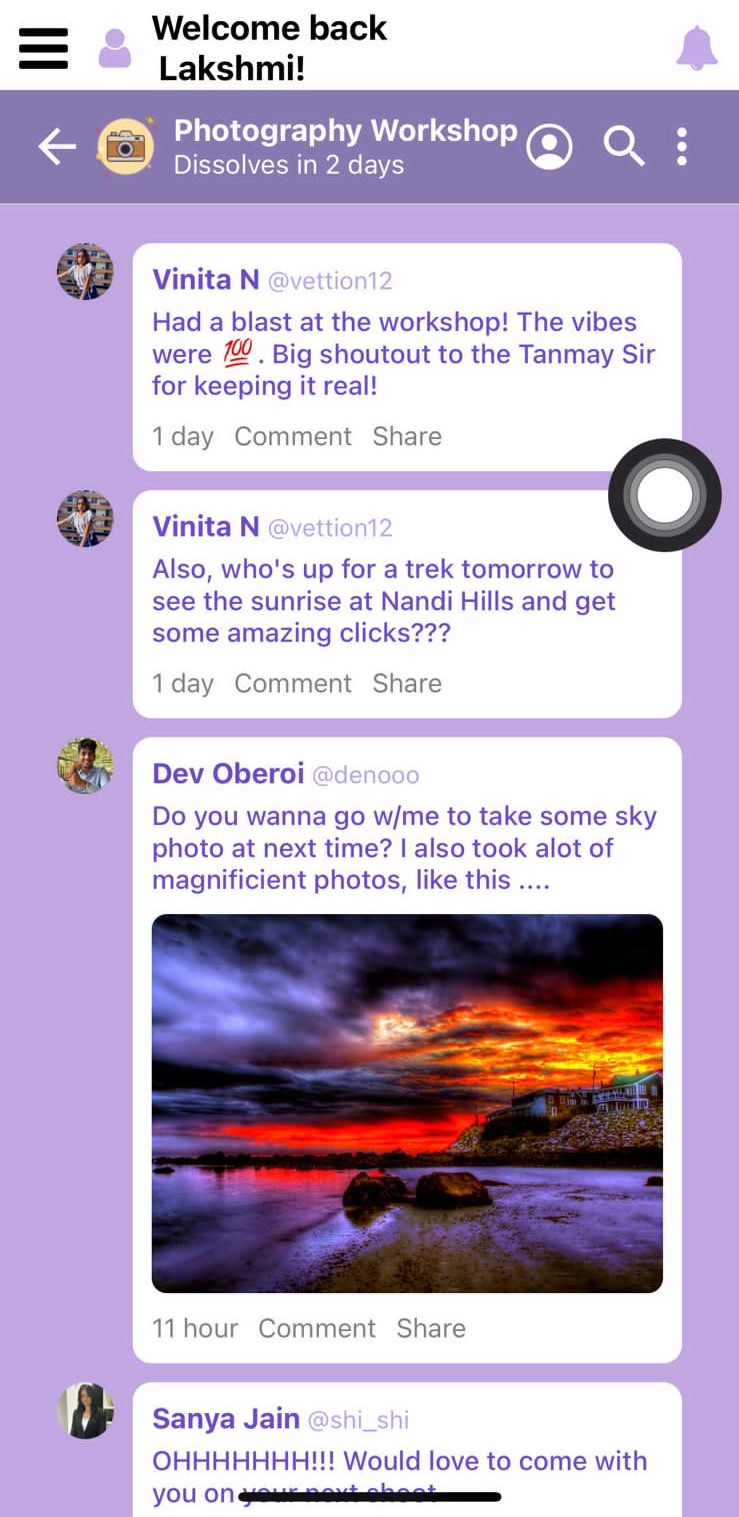 Welcome back
Lakshmi!
Photography Workshop
Dissolves in 2 days
Vinita N @vettion12
Had a blast at the workshop! The vibes
were 💯 . Big shoutout to the Tanmay Sir
for keeping it real!
1 day Comment Share
Vinita N @vettion12
Also, who's up for a trek tomorrow to
see the sunrise at Nandi Hills and get
some amazing clicks???
1 day Comment Share
Dev Oberoi @denooo
Do you wanna go w/me to take some sky
photo at next time? I also took alot of
magnificient photos, like this ....
11 hour Comment Share
Sanya Jain @shi_shi
OHHHHHHH!!! Would love to come with
you on your next shoot